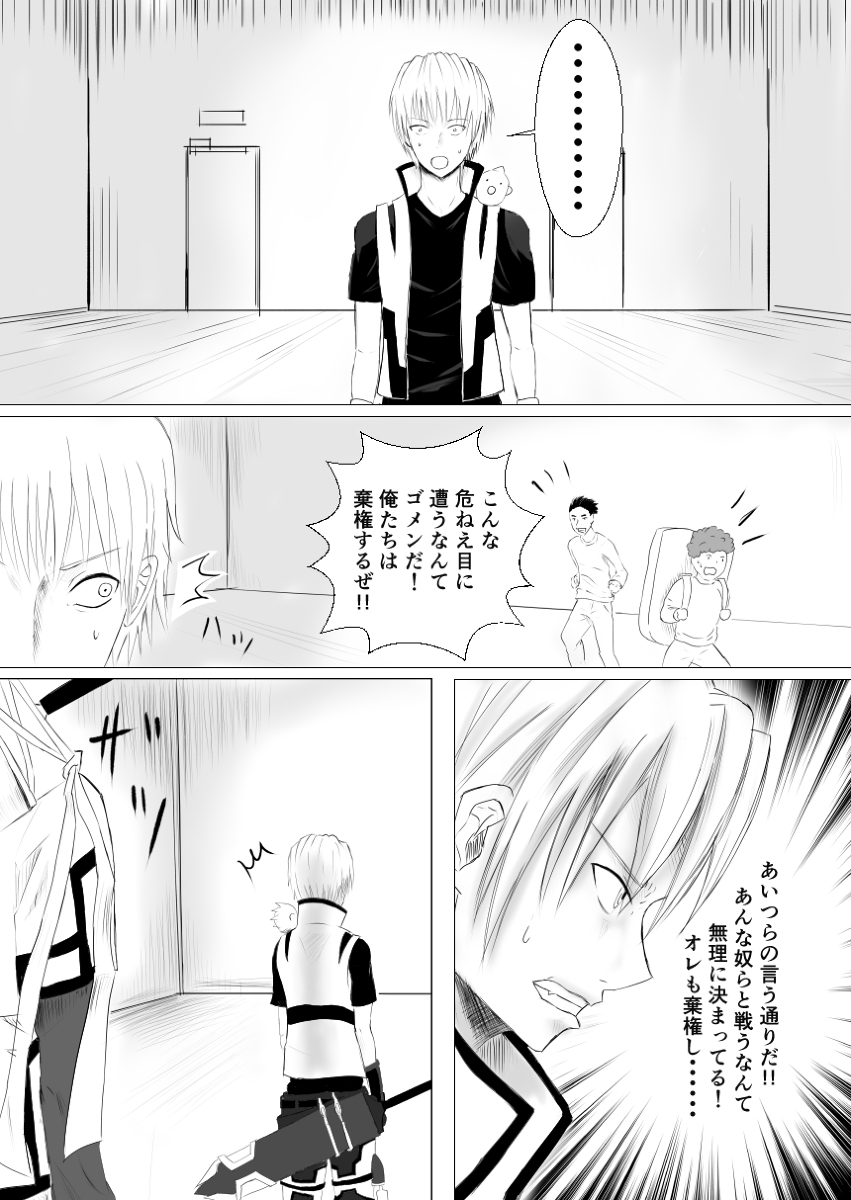 ・・・・・・・・・・・
こんな
危ねえ目に
遭うなんて
ゴメンだ！
俺たちは
棄権するぜ!!
ハッ
あいつらの言う通りだ!!
あんな奴らと戦うなんて
無理に決まってる！
オレも棄権し・・・・・・
ギリ